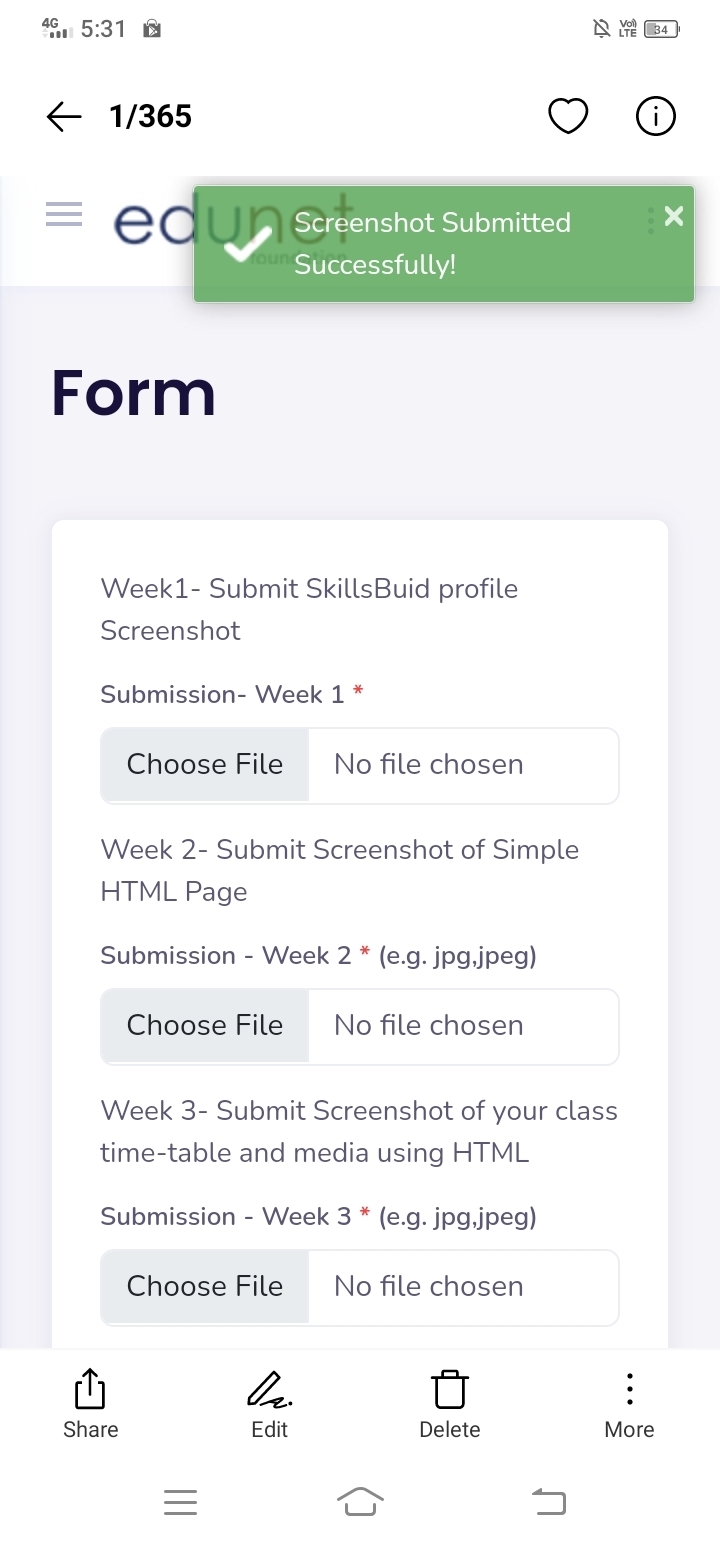 4G 5:31 Vo) LTE 34
1/365
edunet
foundation
Screenshot Submitted
Successfully!
Form
Week1- Submit SkillsBuid profile
Screenshot
Submission- Week 1 *
Choose File No file chosen
Week 2- Submit Screenshot of Simple
HTML Page
Submission - Week 2 * (e.g. jpg,jpeg)
Choose File No file chosen
Week 3- Submit Screenshot of your class
time-table and media using HTML
Submission - Week 3 * (e.g. jpg,jpeg)
Choose File No file chosen
Share Edit Delete More